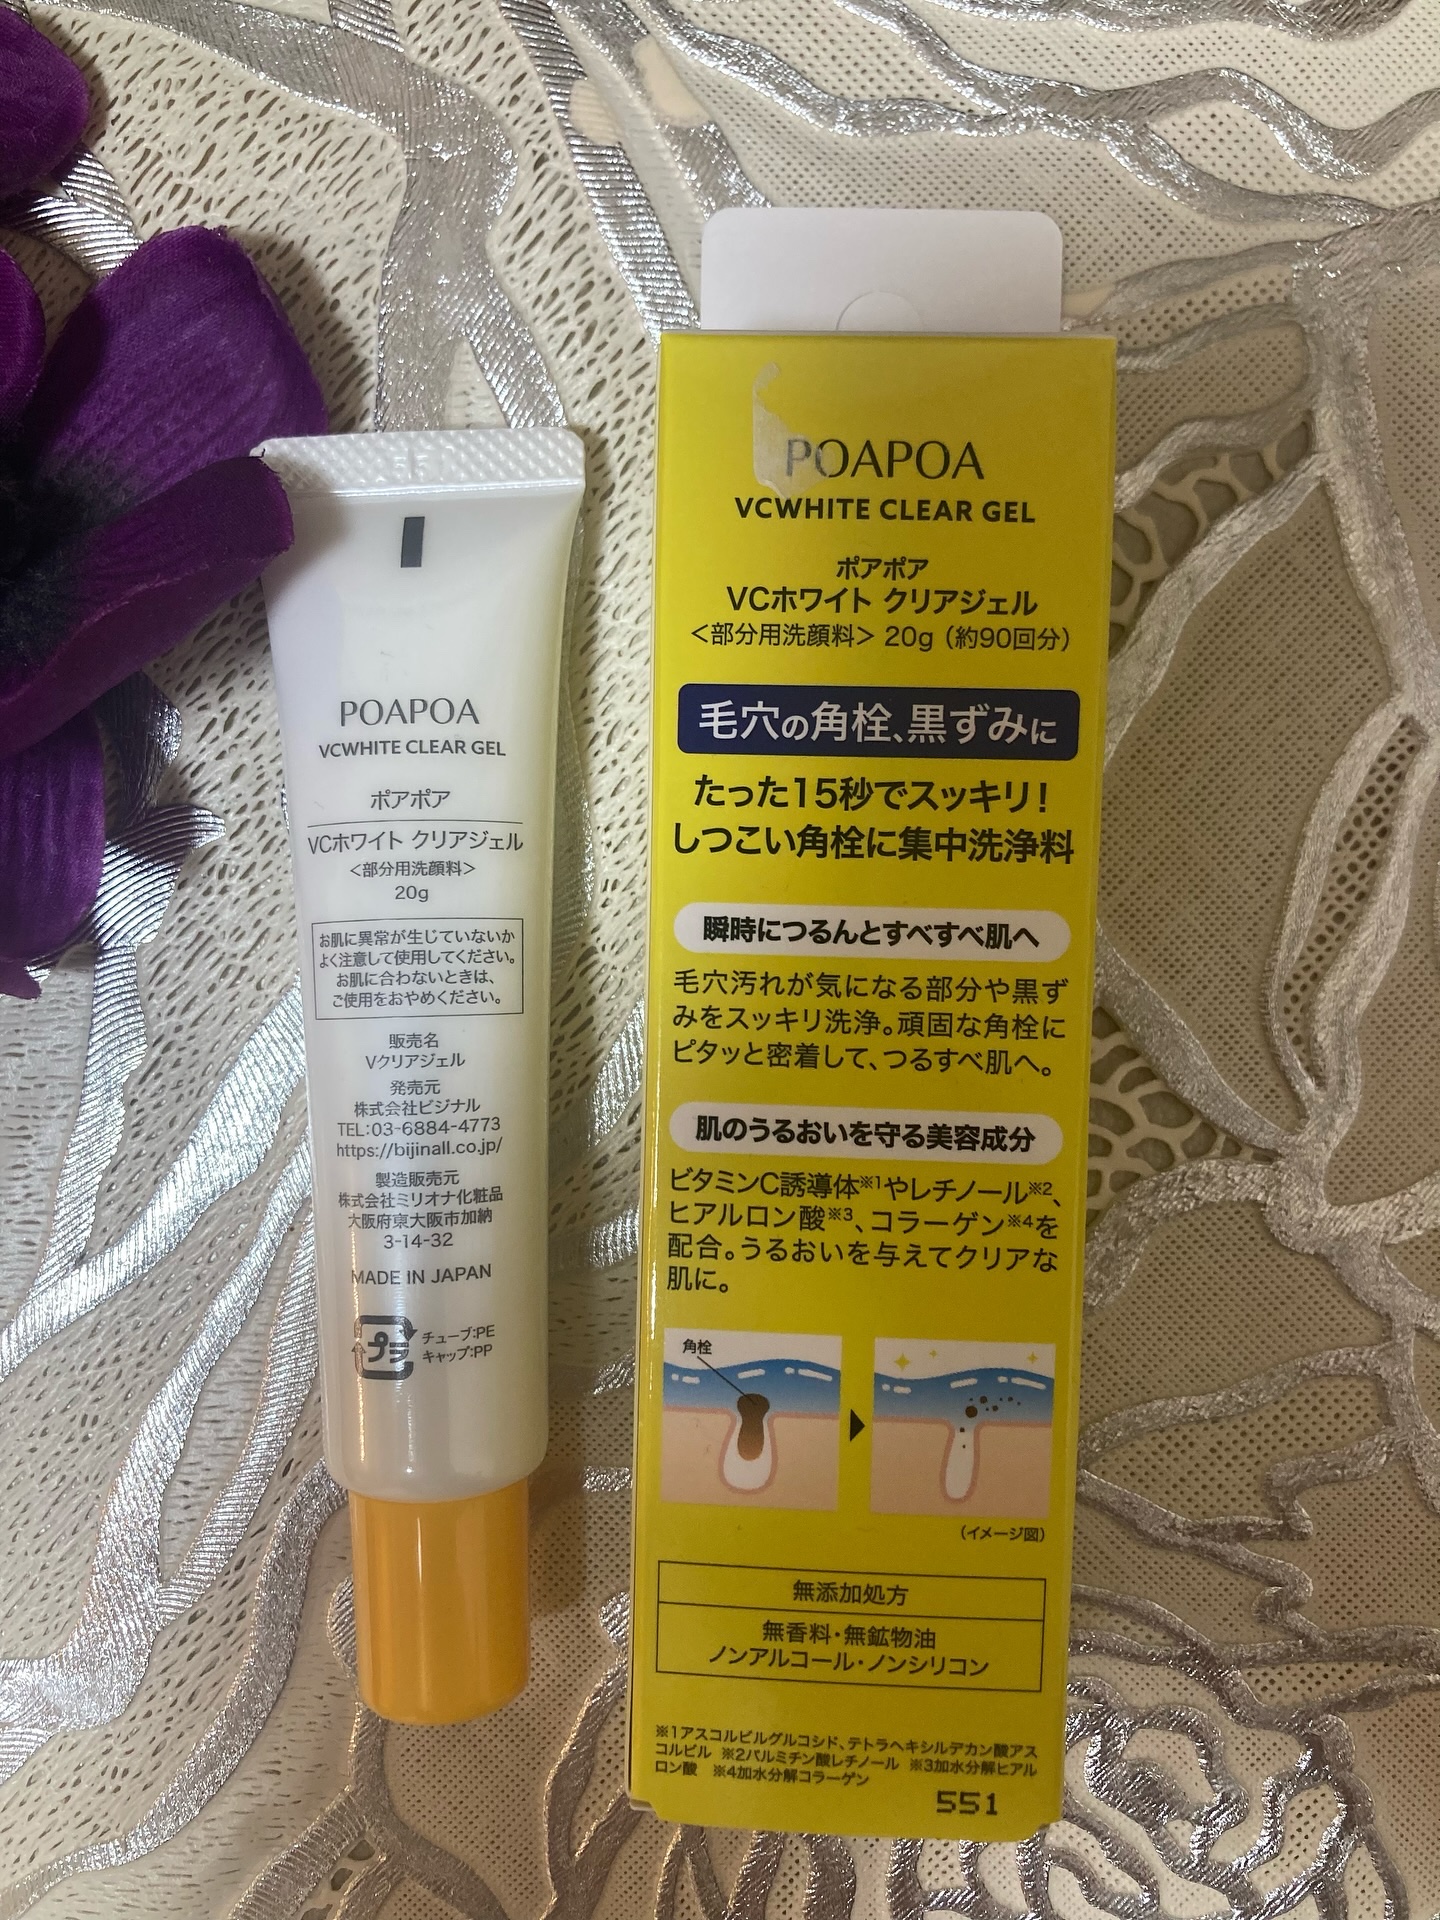 551
POAPOA
VCWHITE CLEAR GEL
ポアポア
VCホワイト クリアジェル
<部分用洗顔料>
20g
お肌に異常が生じていないか
よく注意して使用してください。
お肌に合わないときは、
ご使用をおやめください。
販売名
Vクリアジェル
発売元
株式会社ビジナル
TEL:03-6884-4773
https://bijinall.co.jp/
製造販売元
株式会社ミリオナ化粧品
大阪府東大阪市加納
3-14-32
MADE IN JAPAN
プラ
チューブ:PE
キャップ:PP
POAPOA
VCWHITE CLEAR GEL
ポアポア
VCホワイト クリアジェル
<部分用洗顔料> 20g (約90回分)
毛穴の角栓、黒ずみに
たった15秒でスッキリ!
しつこい角栓に集中洗浄料
瞬時につるんとすべすべ肌へ
毛穴汚れが気になる部分や黒ず
みをスッキリ洗浄。頑固な角栓に
ピタッと密着して、つるすべ肌へ。
肌のうるおいを守る美容成分
ビタミンC誘導体※1やレチノール※2、
ヒアルロン酸※3、コラーゲン※4を
配合。うるおいを与えてクリアな
肌に。
角栓
(イメージ図)
無添加処方
無香料・無鉱物油
ノンアルコール・ノンシリコン
※1アスコルビルグルコシド、テトラヘキシルデカン酸アス
コルビル ※2パルミチン酸レチノール ※3加水分解ヒアル
ロン酸 ※4加水分解コラーゲン
551